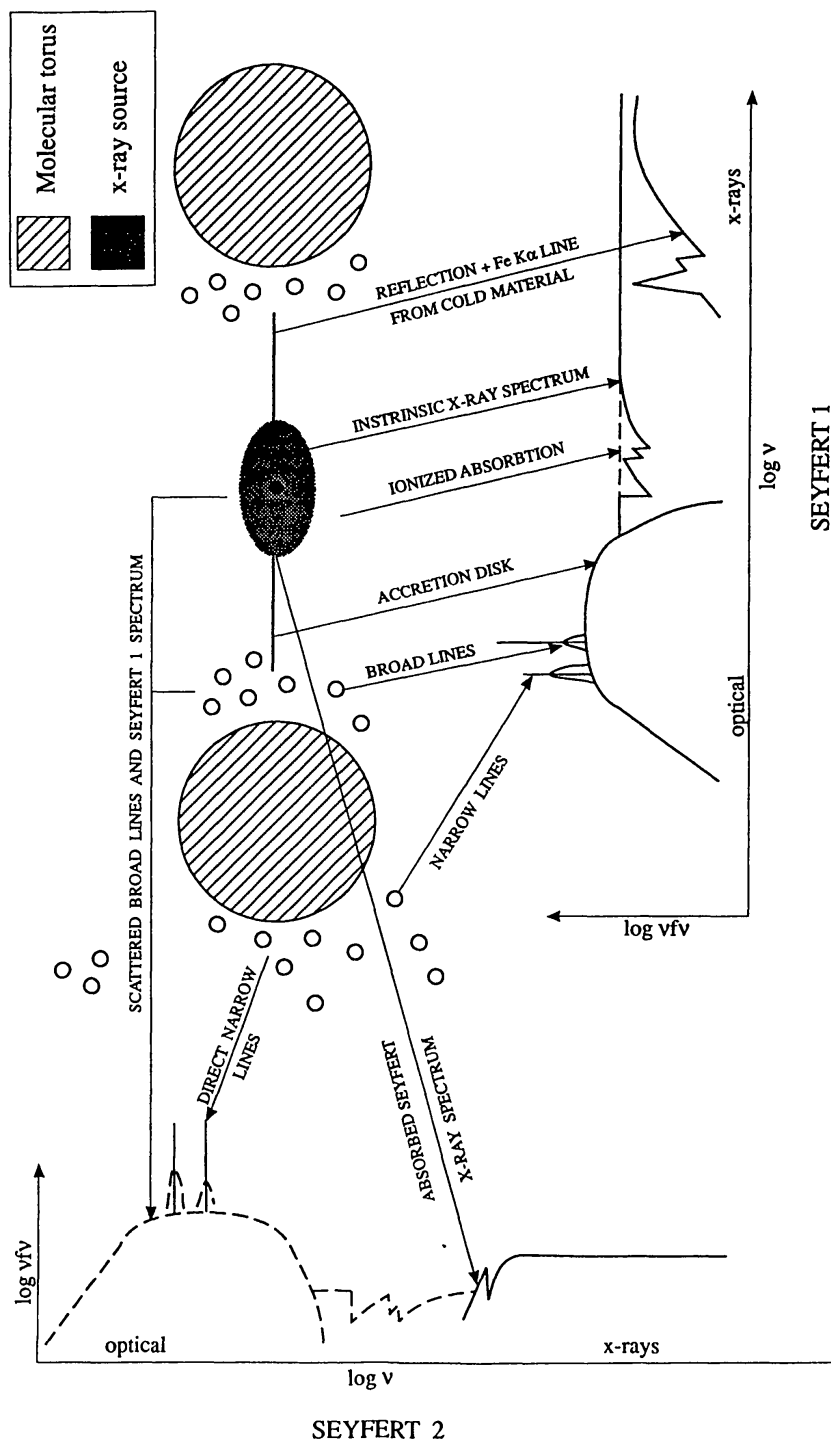 Molecular torus
x-ray source
SCATTERED BROAD LINES AND SEYFERT 1 SPECTRUM
REFLECTION + Fe Kα LINE
FROM COLD MATERIAL
INSTRINSIC X-RAY SPECTRUM
IONIZED ABSORBTION
ACCRETION DISK
BROAD LINES
NARROW LINES
DIRECT NARROW
LINES
ABSORBED SEYFERT
X-RAY SPECTRUM
log νfν
optical
x-rays
log ν
SEYFERT 1
log νfν
optical
x-rays
log ν
SEYFERT 2